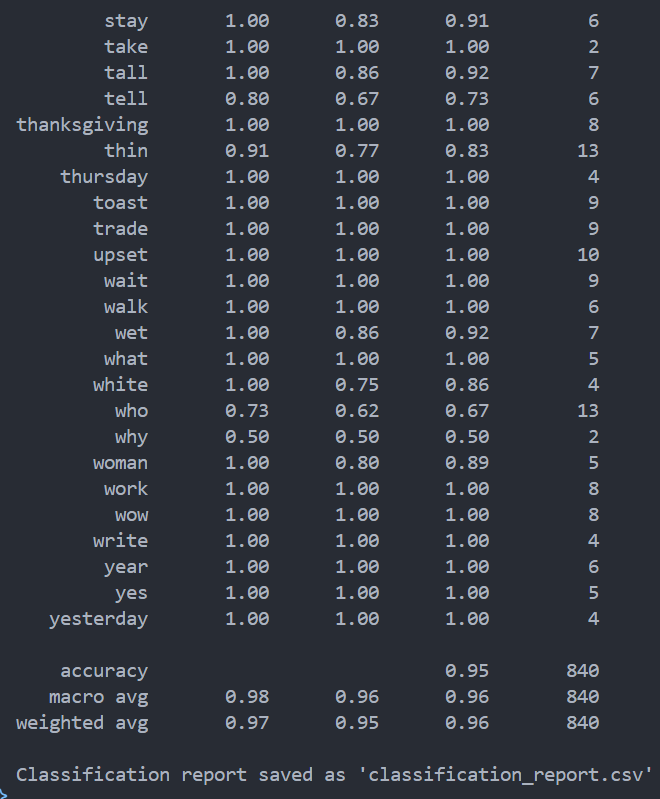 stay 1.00 0.83 0.91 6
take 1.00 1.00 1.00 2
tall 1.00 0.86 0.92 7
tell 0.80 0.67 0.73 6
thanksgiving 1.00 1.00 1.00 8
thin 0.91 0.77 0.83 13
thursday 1.00 1.00 1.00 4
toast 1.00 1.00 1.00 9
trade 1.00 1.00 1.00 9
upset 1.00 1.00 1.00 10
wait 1.00 1.00 1.00 9
walk 1.00 1.00 1.00 6
wet 1.00 0.86 0.92 7
what 1.00 1.00 1.00 5
white 1.00 0.75 0.86 4
who 0.73 0.62 0.67 13
why 0.50 0.50 0.50 2
woman 1.00 0.80 0.89 5
work 1.00 1.00 1.00 8
wow 1.00 1.00 1.00 8
write 1.00 1.00 1.00 4
year 1.00 1.00 1.00 6
yes 1.00 1.00 1.00 5
yesterday 1.00 1.00 1.00 4
accuracy 0.95 840
macro avg 0.98 0.96 0.96 840
weighted avg 0.97 0.95 0.96 840
Classification report saved as 'classification_report.csv'
>